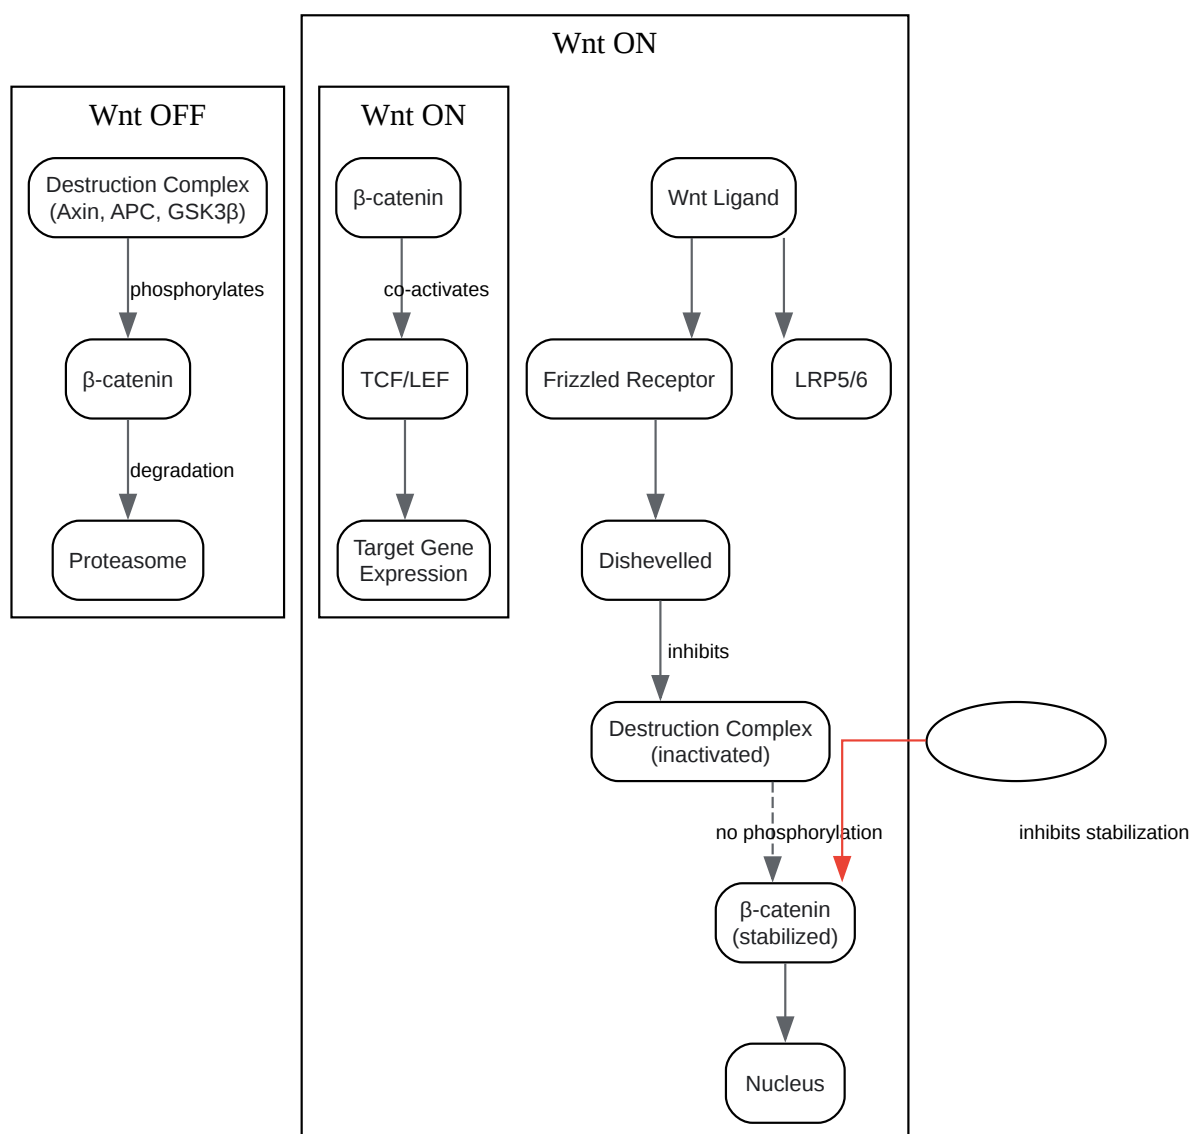 Wnt ON
Wnt OFF
Destruction Complex
(Axin, APC, GSK3β)
phosphorylates
β-catenin
degradation
Proteasome
Wnt ON
β-catenin
co-activates
TCF/LEF
Target Gene
Expression
Wnt Ligand
Frizzled Receptor
LRP5/6
Dishevelled
inhibits
Destruction Complex
(inactivated)
no phosphorylation
inhibits stabilization
β-catenin
(stabilized)
Nucleus